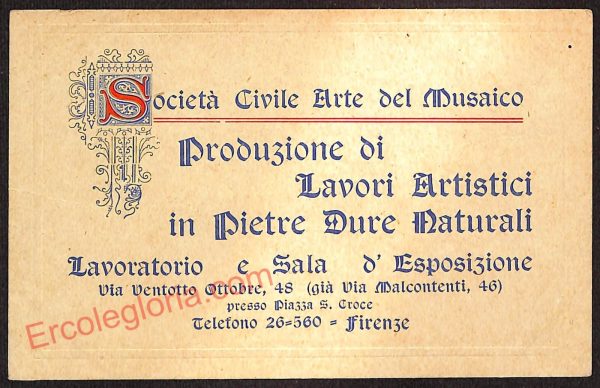 Società Civile Arte del Musaico
Produzione di
Lavori Artistici
in Pietre Dure Naturali
Lavoratorio e Sala d'Esposizione
Via Ventotto Ottobre, 48 (già Via Malcontenti, 46)
presso Piazza S. Croce
Telefono 26=560 = Firenze
Ercolegloria.com